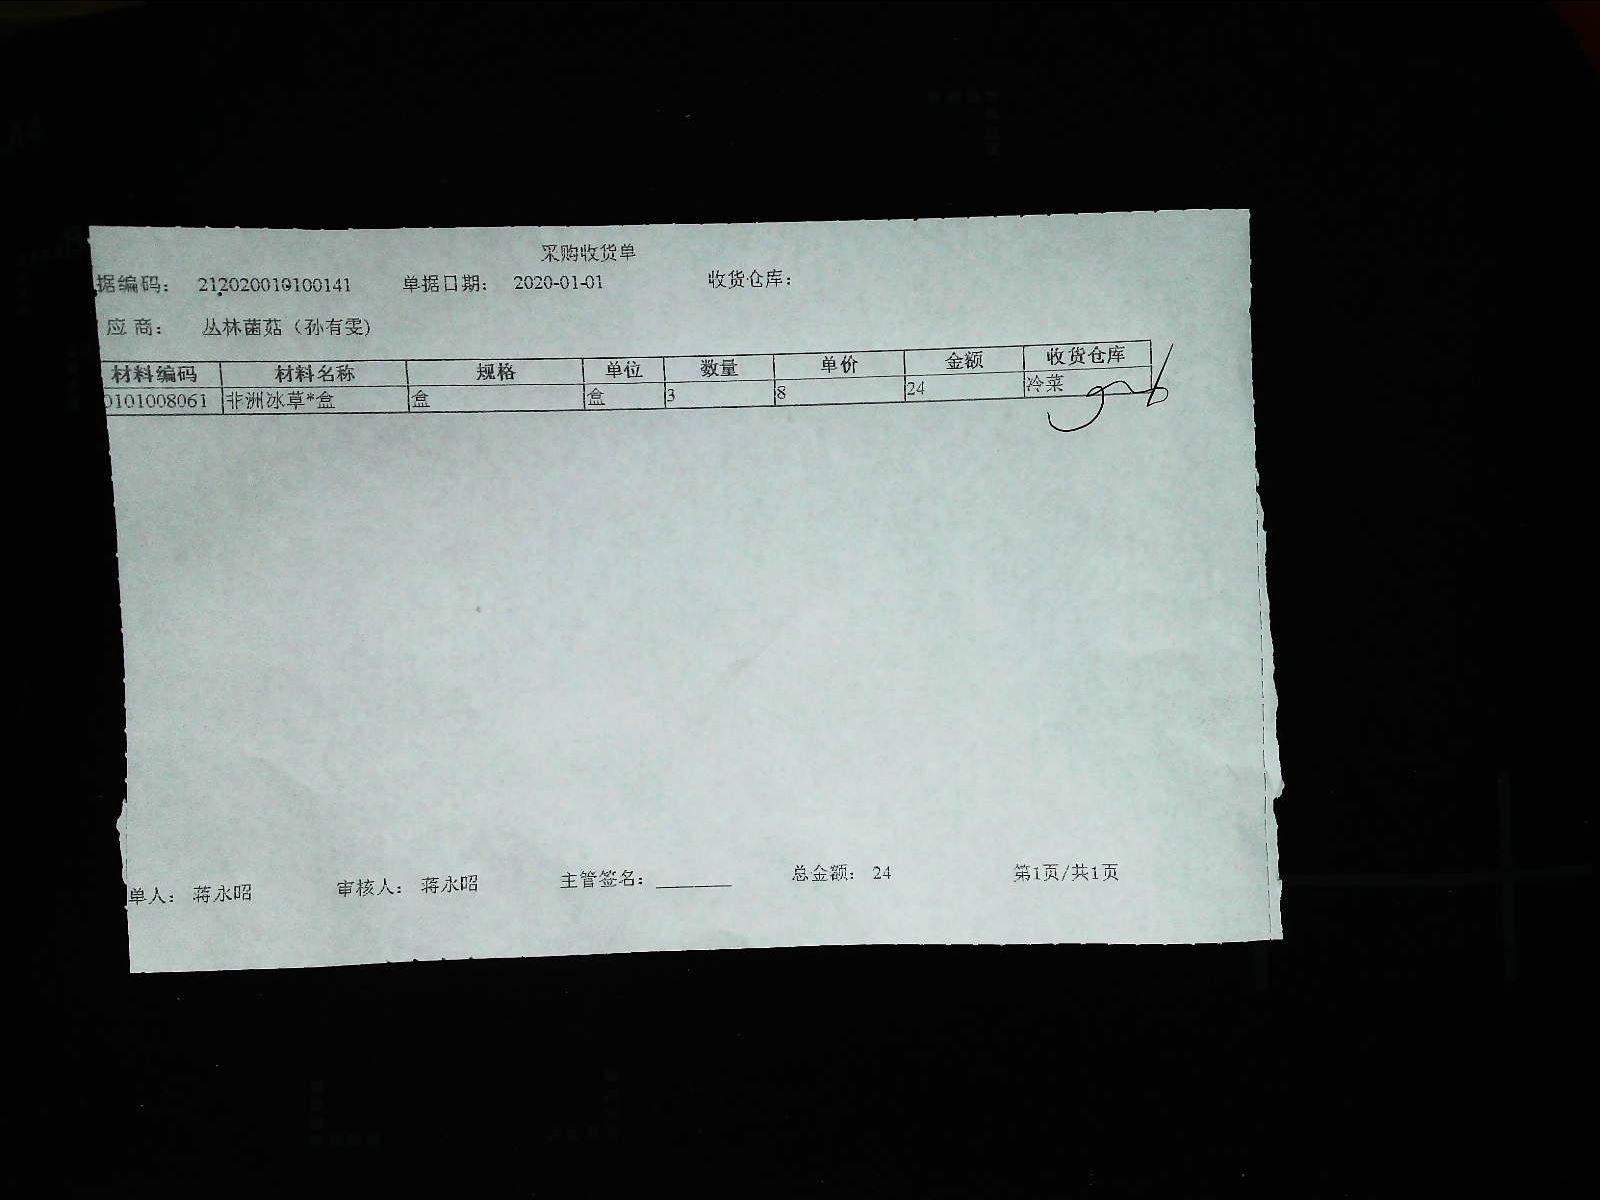 采购收货单
据编码: 212020010100141 单据日期: 2020-01-01 收货仓库:
应商: 丛林菌菇（孙有雯）
材料编码 材料名称 规格 单位 数量 单价 金额 收货仓库
0101008061 非洲冰草*盒 盒 盒 3 8 24 冷菜
单人: 蒋永昭 审核人: 蒋永昭 主管签名: ________ 总金额: 24 第1页/共1页